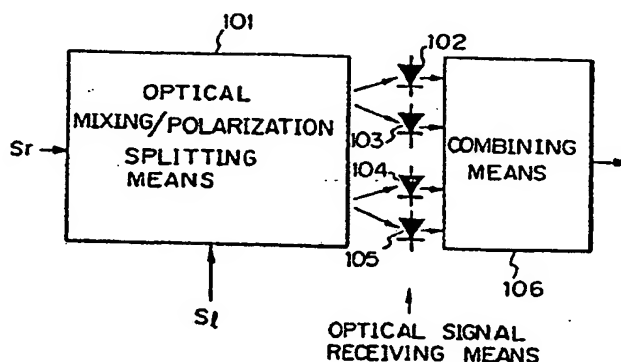 101
102
OPTICAL
MIXING/POLARIZATION
SPLITTING
MEANS
Sr
103
COMBINING
MEANS
104
105
106
Sl
OPTICAL SIGNAL
RECEIVING MEANS